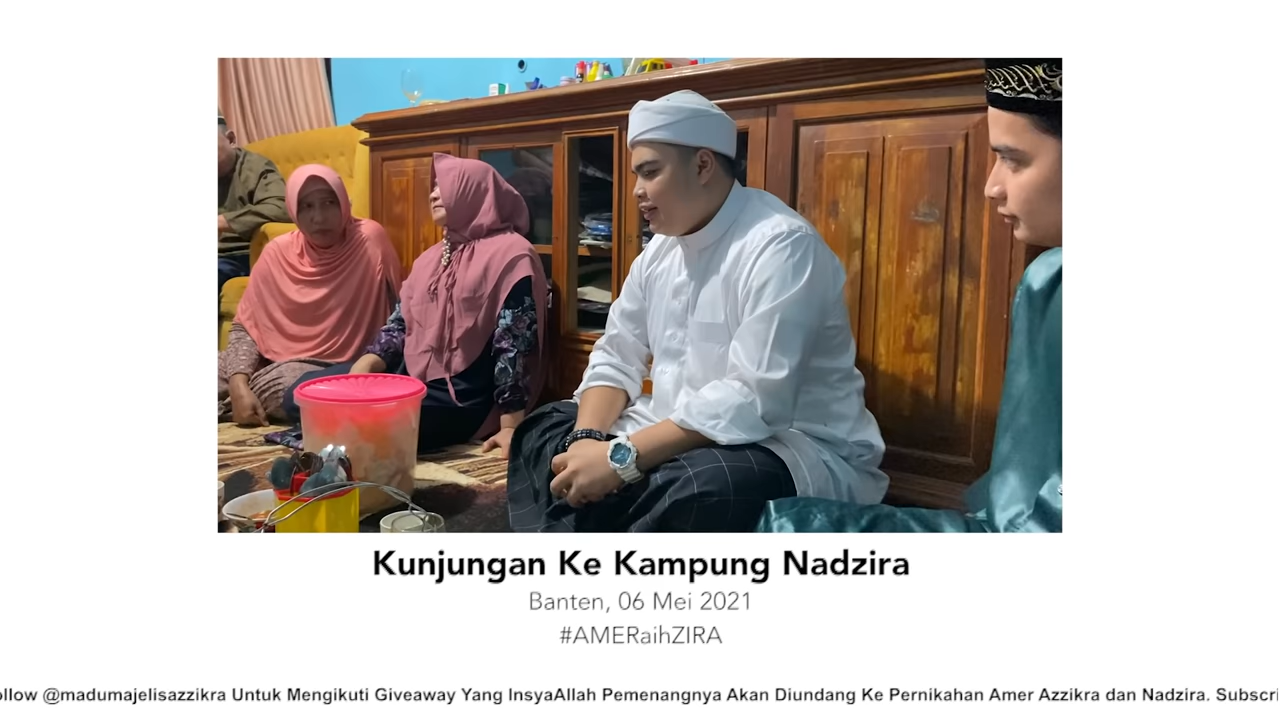 Kunjungan Ke Kampung Nadzira
Banten, 06 Mei 2021
#AMERaihZIRA
ollow @madumajelisazzikra Untuk Mengikuti Giveaway Yang InsyaAllah Pemenangnya Akan Diundang Ke Pernikahan Amer Azzikra dan Nadzira. Subscri